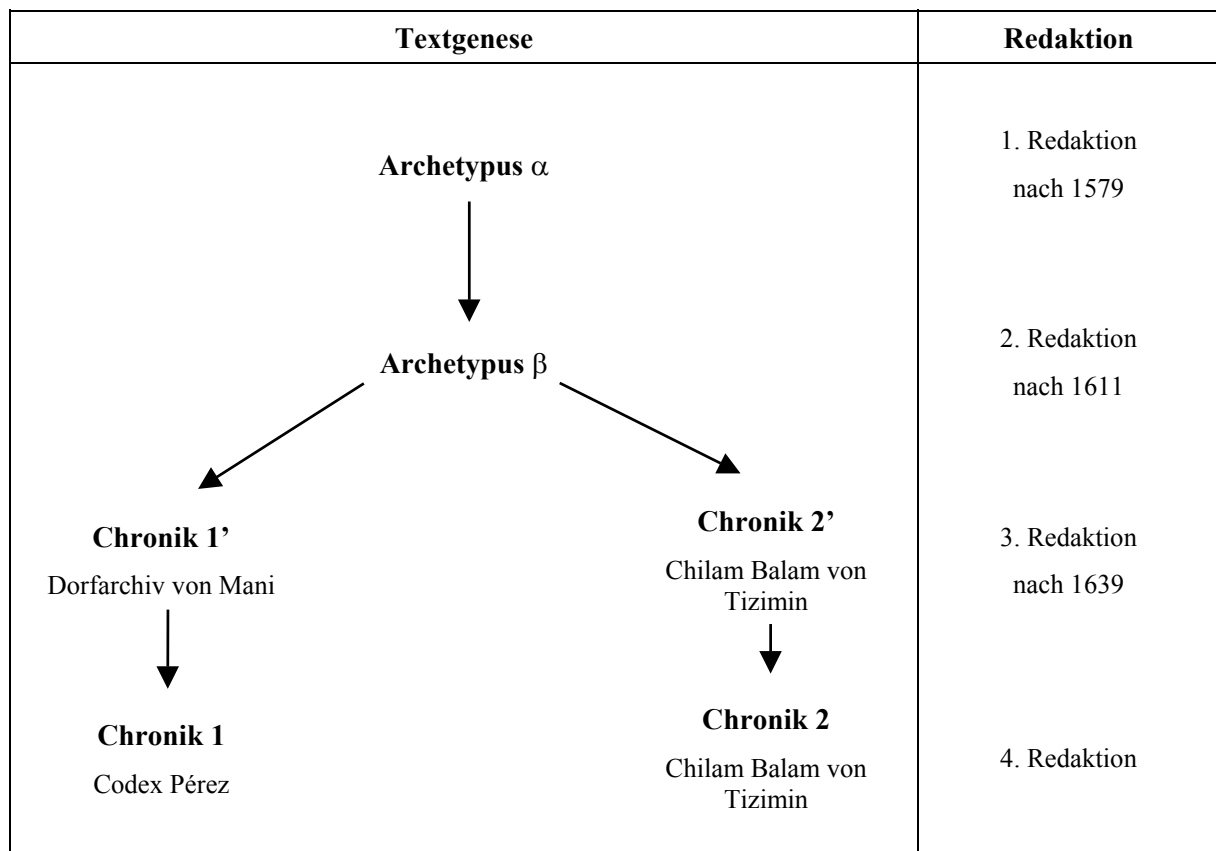 Textgenese
Redaktion
Archetypus α
1. Redaktion
nach 1579
Archetypus β
2. Redaktion
nach 1611
Chronik 1’
Dorfarchiv von Mani
Chronik 2’
Chilam Balam von
Tizimin
3. Redaktion
nach 1639
Chronik 1
Codex Pérez
Chronik 2
Chilam Balam von
Tizimin
4. Redaktion